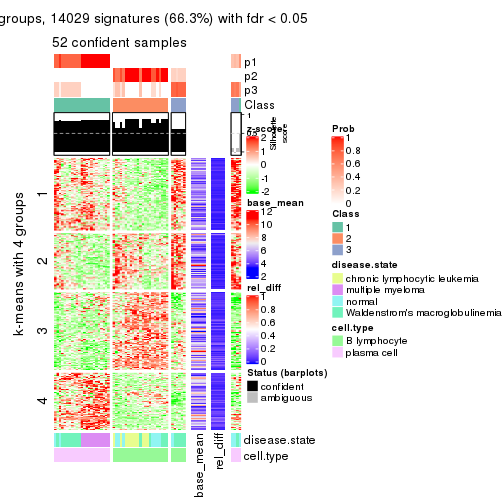 groups, 14029 signatures (66.3%) with fdr < 0.05
52 confident samples
p1
p2
p3
Class
1
0
Silhouette
score
k-means with 4 groups
1
2
3
4
z-score
2
1
0
-1
-2
base_mean
12
10
8
6
4
2
rel_diff
1
0.8
0.6
0.4
0.2
0
Status (barplots)
confident
ambiguous
disease.state
cell.type
base_mean
rel_diff
Prob
1
0.8
0.6
0.4
0.2
0
Class
1
2
3
disease.state
chronic lymphocytic leukemia
multiple myeloma
normal
Waldenstrom's macroglobulinemia
cell.type
B lymphocyte
plasma cell